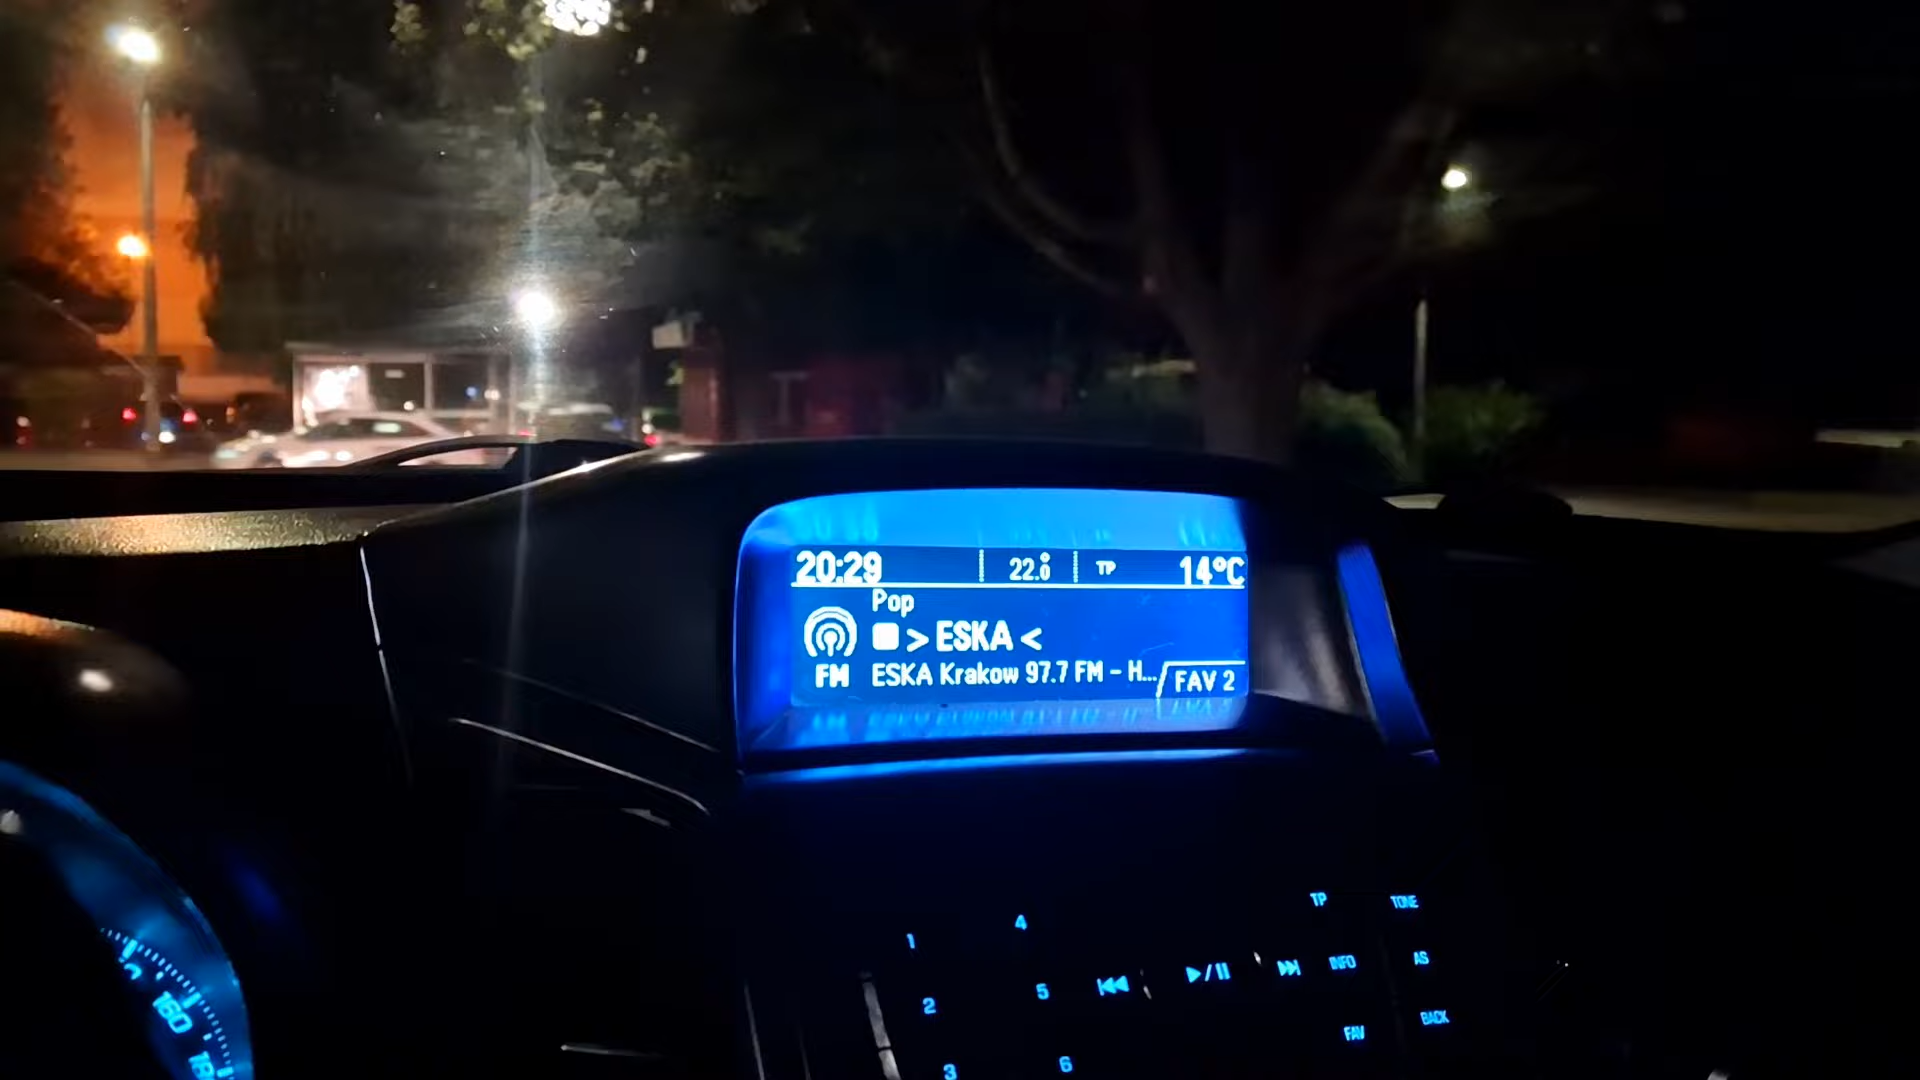 20:29 22.0 TP 14°C
Pop
> ESKA <
FM ESKA Krakow 97.7 FM - H... FAV 2
TP TONE
1 4
INFO AS
2 5
FAV BACK
3 6
160